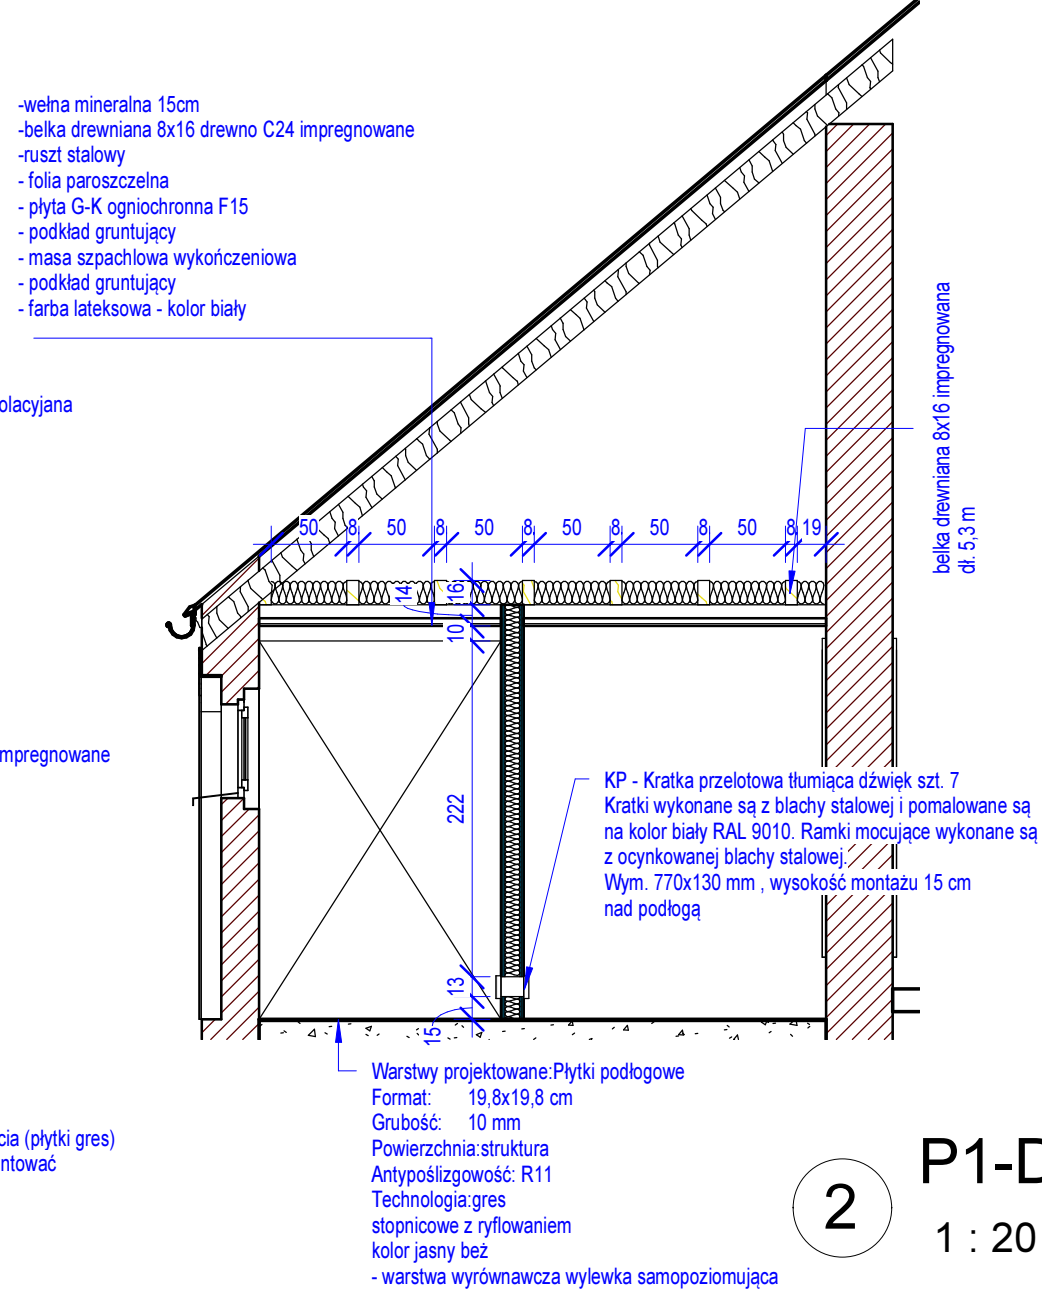 -wełna mineralna 15cm
-belka drewniana 8x16 drewno C24 impregnowane
-ruszt stalowy
- folia paroszczelna
- płyta G-K ogniochronna F15
- podkład gruntujący
- masa szpachlowa wykończeniowa
- podkład gruntujący
- farba lateksowa - kolor biały
olacyjana
belka drewniana 8x16 impregnowana
dł. 5,3 m
50 8 50 8 50 8 50 8 50 8 50 8 19
14
16
10
mpregnowane
222
KP - Kratka przelotowa tłumiąca dźwięk szt. 7
Kratki wykonane są z blachy stalowej i pomalowane są
na kolor biały RAL 9010. Ramki mocujące wykonane są
z ocynkowanej blachy stalowej.
Wym. 770x130 mm , wysokość montażu 15 cm
nad podłogą
13
15
Warstwy projektowane:Płytki podłogowe
Format: 19,8x19,8 cm
Grubość: 10 mm
Powierzchnia:struktura
Antypoślizgowość: R11
Technologia:gres
stopnicowe z ryflowaniem
kolor jasny beż
- warstwa wyrównawcza wylewka samopoziomująca
cia (płytki gres)
ntować
2
P1-D
1 : 20